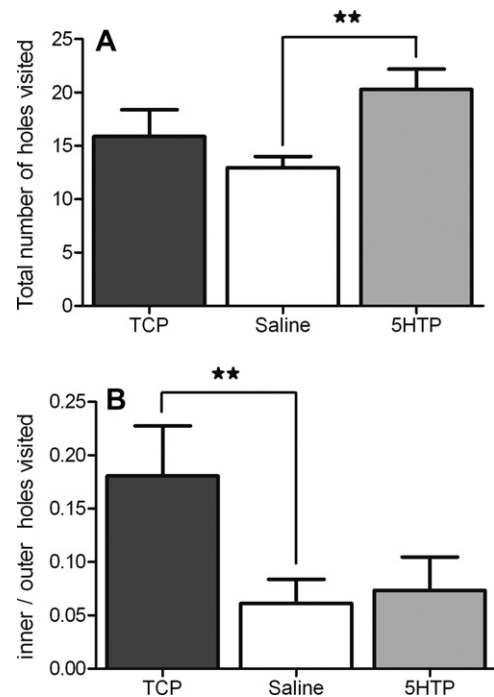 A
★★
Total number of holes visited
25
20
15
10
5
0
TCP Saline 5HTP
B
★★
inner / outer holes visited
0.25
0.20
0.15
0.10
0.05
0.00
TCP Saline 5HTP